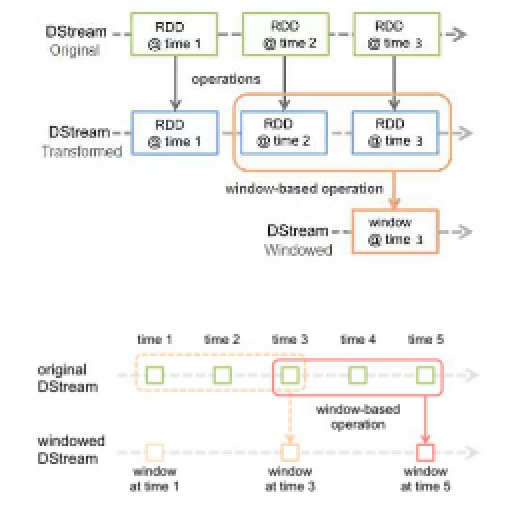 DStream
Original
RDD
@ time 1
RDD
@ time 2
RDD
@ time 3
operations
DStream
Transformed
RDD
@ time 1
RDD
@ time 2
RDD
@ time 3
window-based operation
DStream
Windowed
window
@ time 3
time 1 time 2 time 3 time 4 time 5
original
DStream
window-based
operation
windowed
DStream
window
at time 1
window
at time 3
window
at time 5